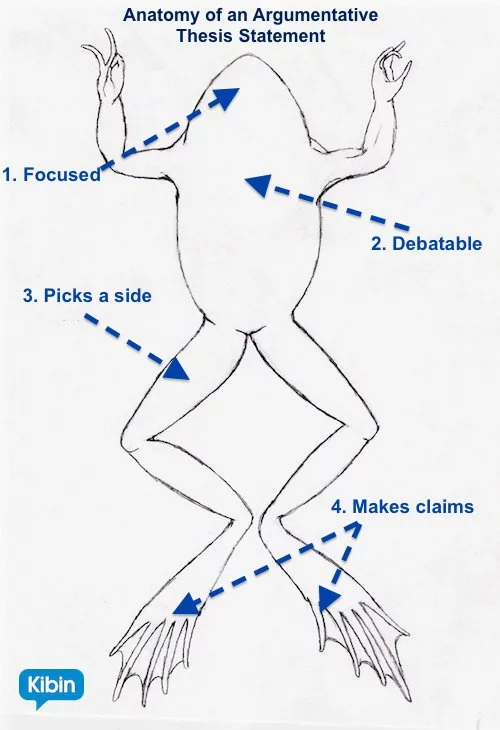 Anatomy of an Argumentative
Thesis Statement
1. Focused
2. Debatable
3. Picks a side
4. Makes claims
Kibin